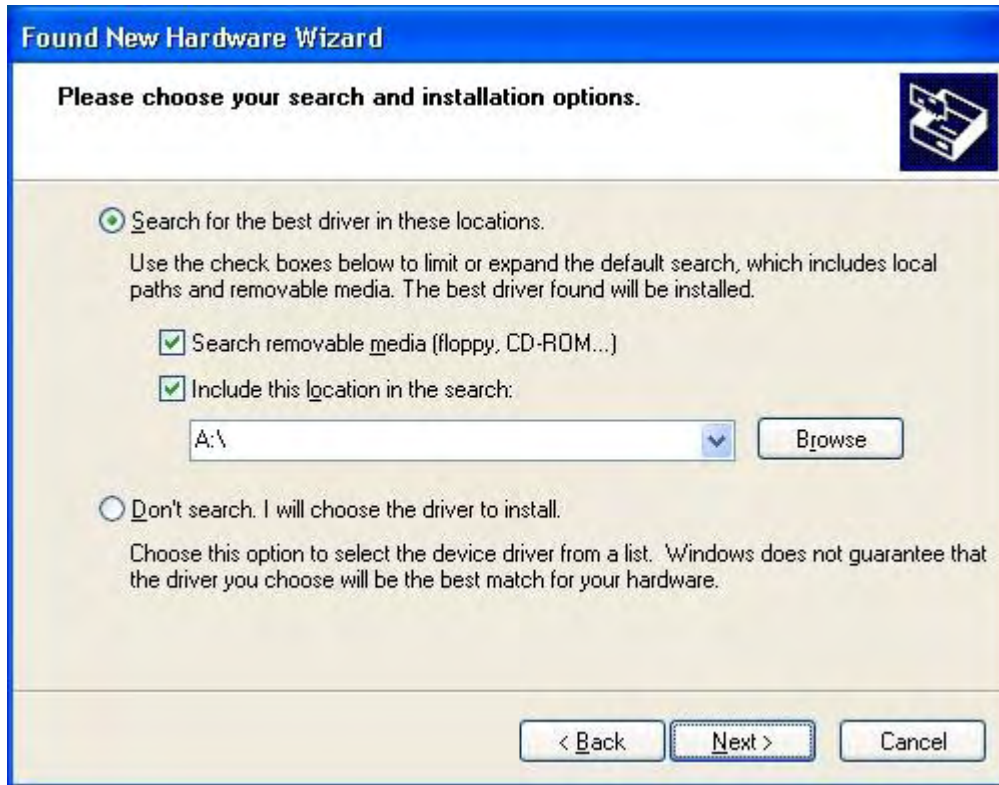 Found New Hardware Wizard
Please choose your search and installation options.
Search for the best driver in these locations.
Use the check boxes below to limit or expand the default search, which includes local
paths and removable media. The best driver found will be installed.
Search removable media (floppy, CD-ROM...)
Include this location in the search:
A:\
Browse
Don't search. I will choose the driver to install.
Choose this option to select the device driver from a list. Windows does not guarantee that
the driver you choose will be the best match for your hardware.
< Back
Next >
Cancel